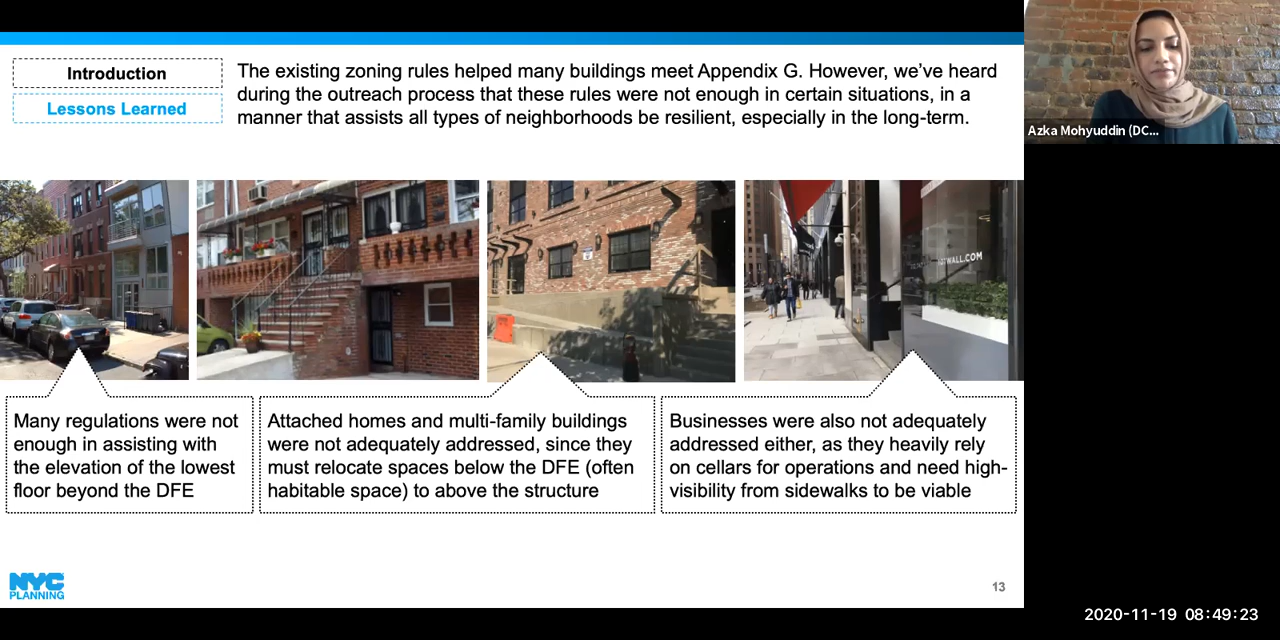 Introduction
Lessons Learned
The existing zoning rules helped many buildings meet Appendix G. However, we've heard
during the outreach process that these rules were not enough in certain situations, in a
manner that assists all types of neighborhoods be resilient, especially in the long-term.
Azka Mohyuddin (DC...
Many regulations were not
enough in assisting with
the elevation of the lowest
floor beyond the DFE
Attached homes and multi-family buildings
were not adequately addressed, since they
must relocate spaces below the DFE (often
habitable space) to above the structure
Businesses were also not adequately
addressed either, as they heavily rely
on cellars for operations and need high-
visibility from sidewalks to be viable
NYC
PLANNING
13
2020-11-19 08:49:23